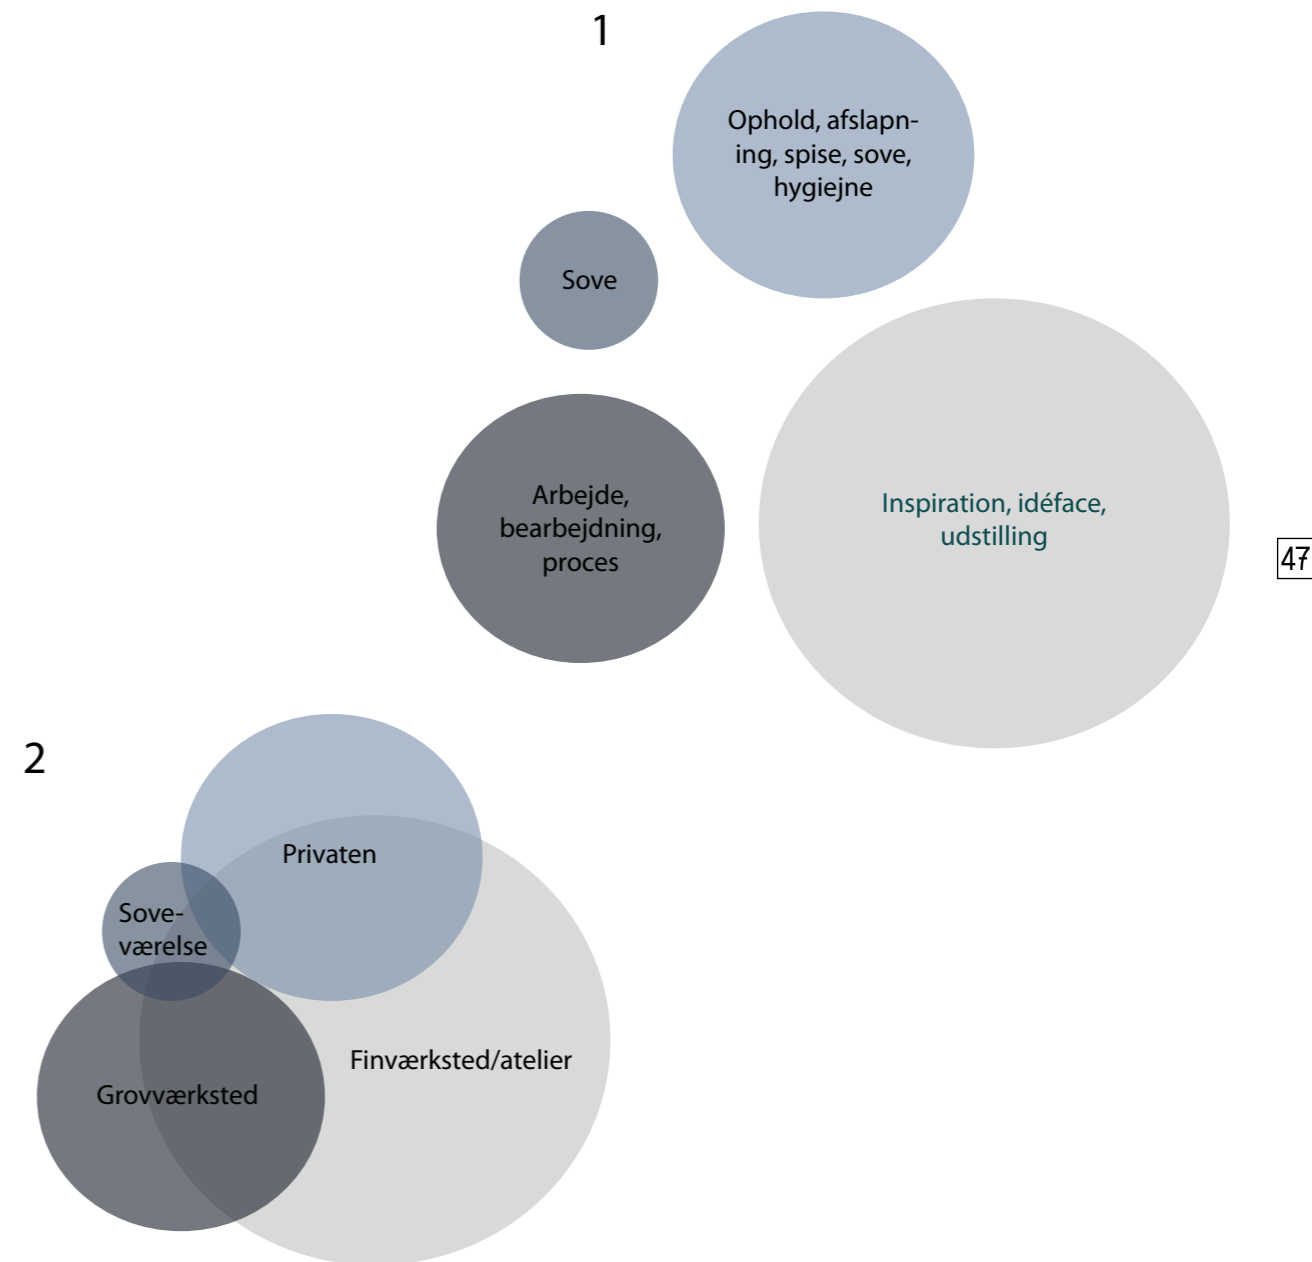 1
Ophold, afslapn-
ing, spise, sove,
hygiejne
Sove
Arbejde,
bearbejdning,
proces
Inspiration, idéface,
udstilling
47
2
Privaten
Sove-
værelse
Finværksted/atelier
Grovværksted